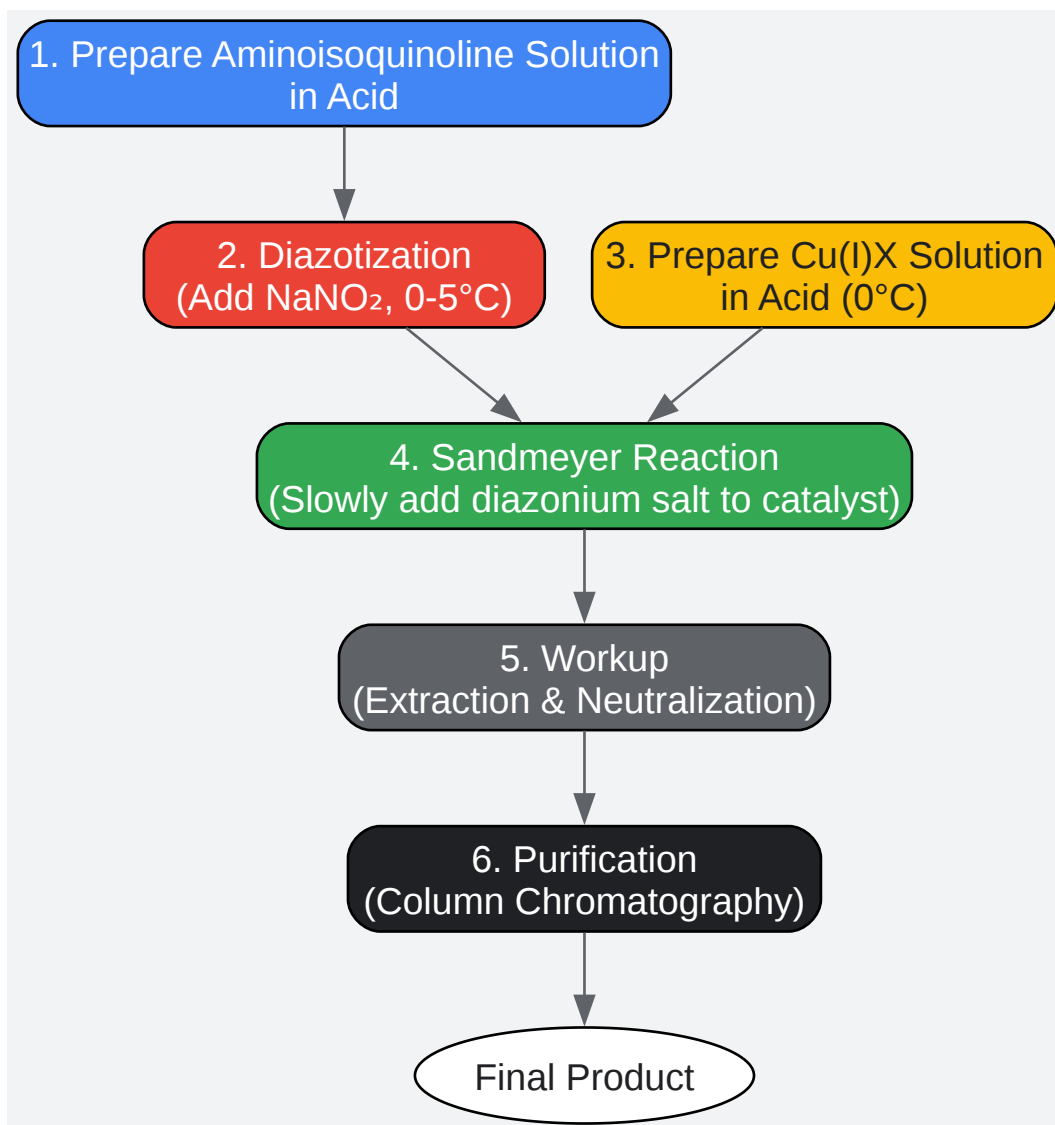 1. Prepare Aminoisoquinoline Solution
in Acid
2. Diazotization
(Add NaNO₂, 0-5°C)
3. Prepare Cu(I)X Solution
in Acid (0°C)
4. Sandmeyer Reaction
(Slowly add diazonium salt to catalyst)
5. Workup
(Extraction & Neutralization)
6. Purification
(Column Chromatography)
Final Product